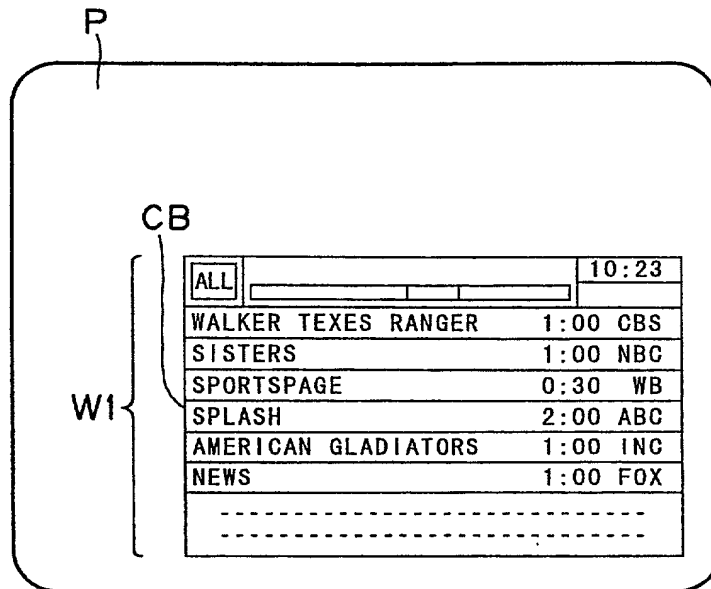 P
CB
W1
ALL 10:23
WALKER TEXES RANGER 1:00 CBS
SISTERS 1:00 NBC
SPORTSPAGE 0:30 WB
SPLASH 2:00 ABC
AMERICAN GLADIATORS 1:00 INC
NEWS 1:00 FOX